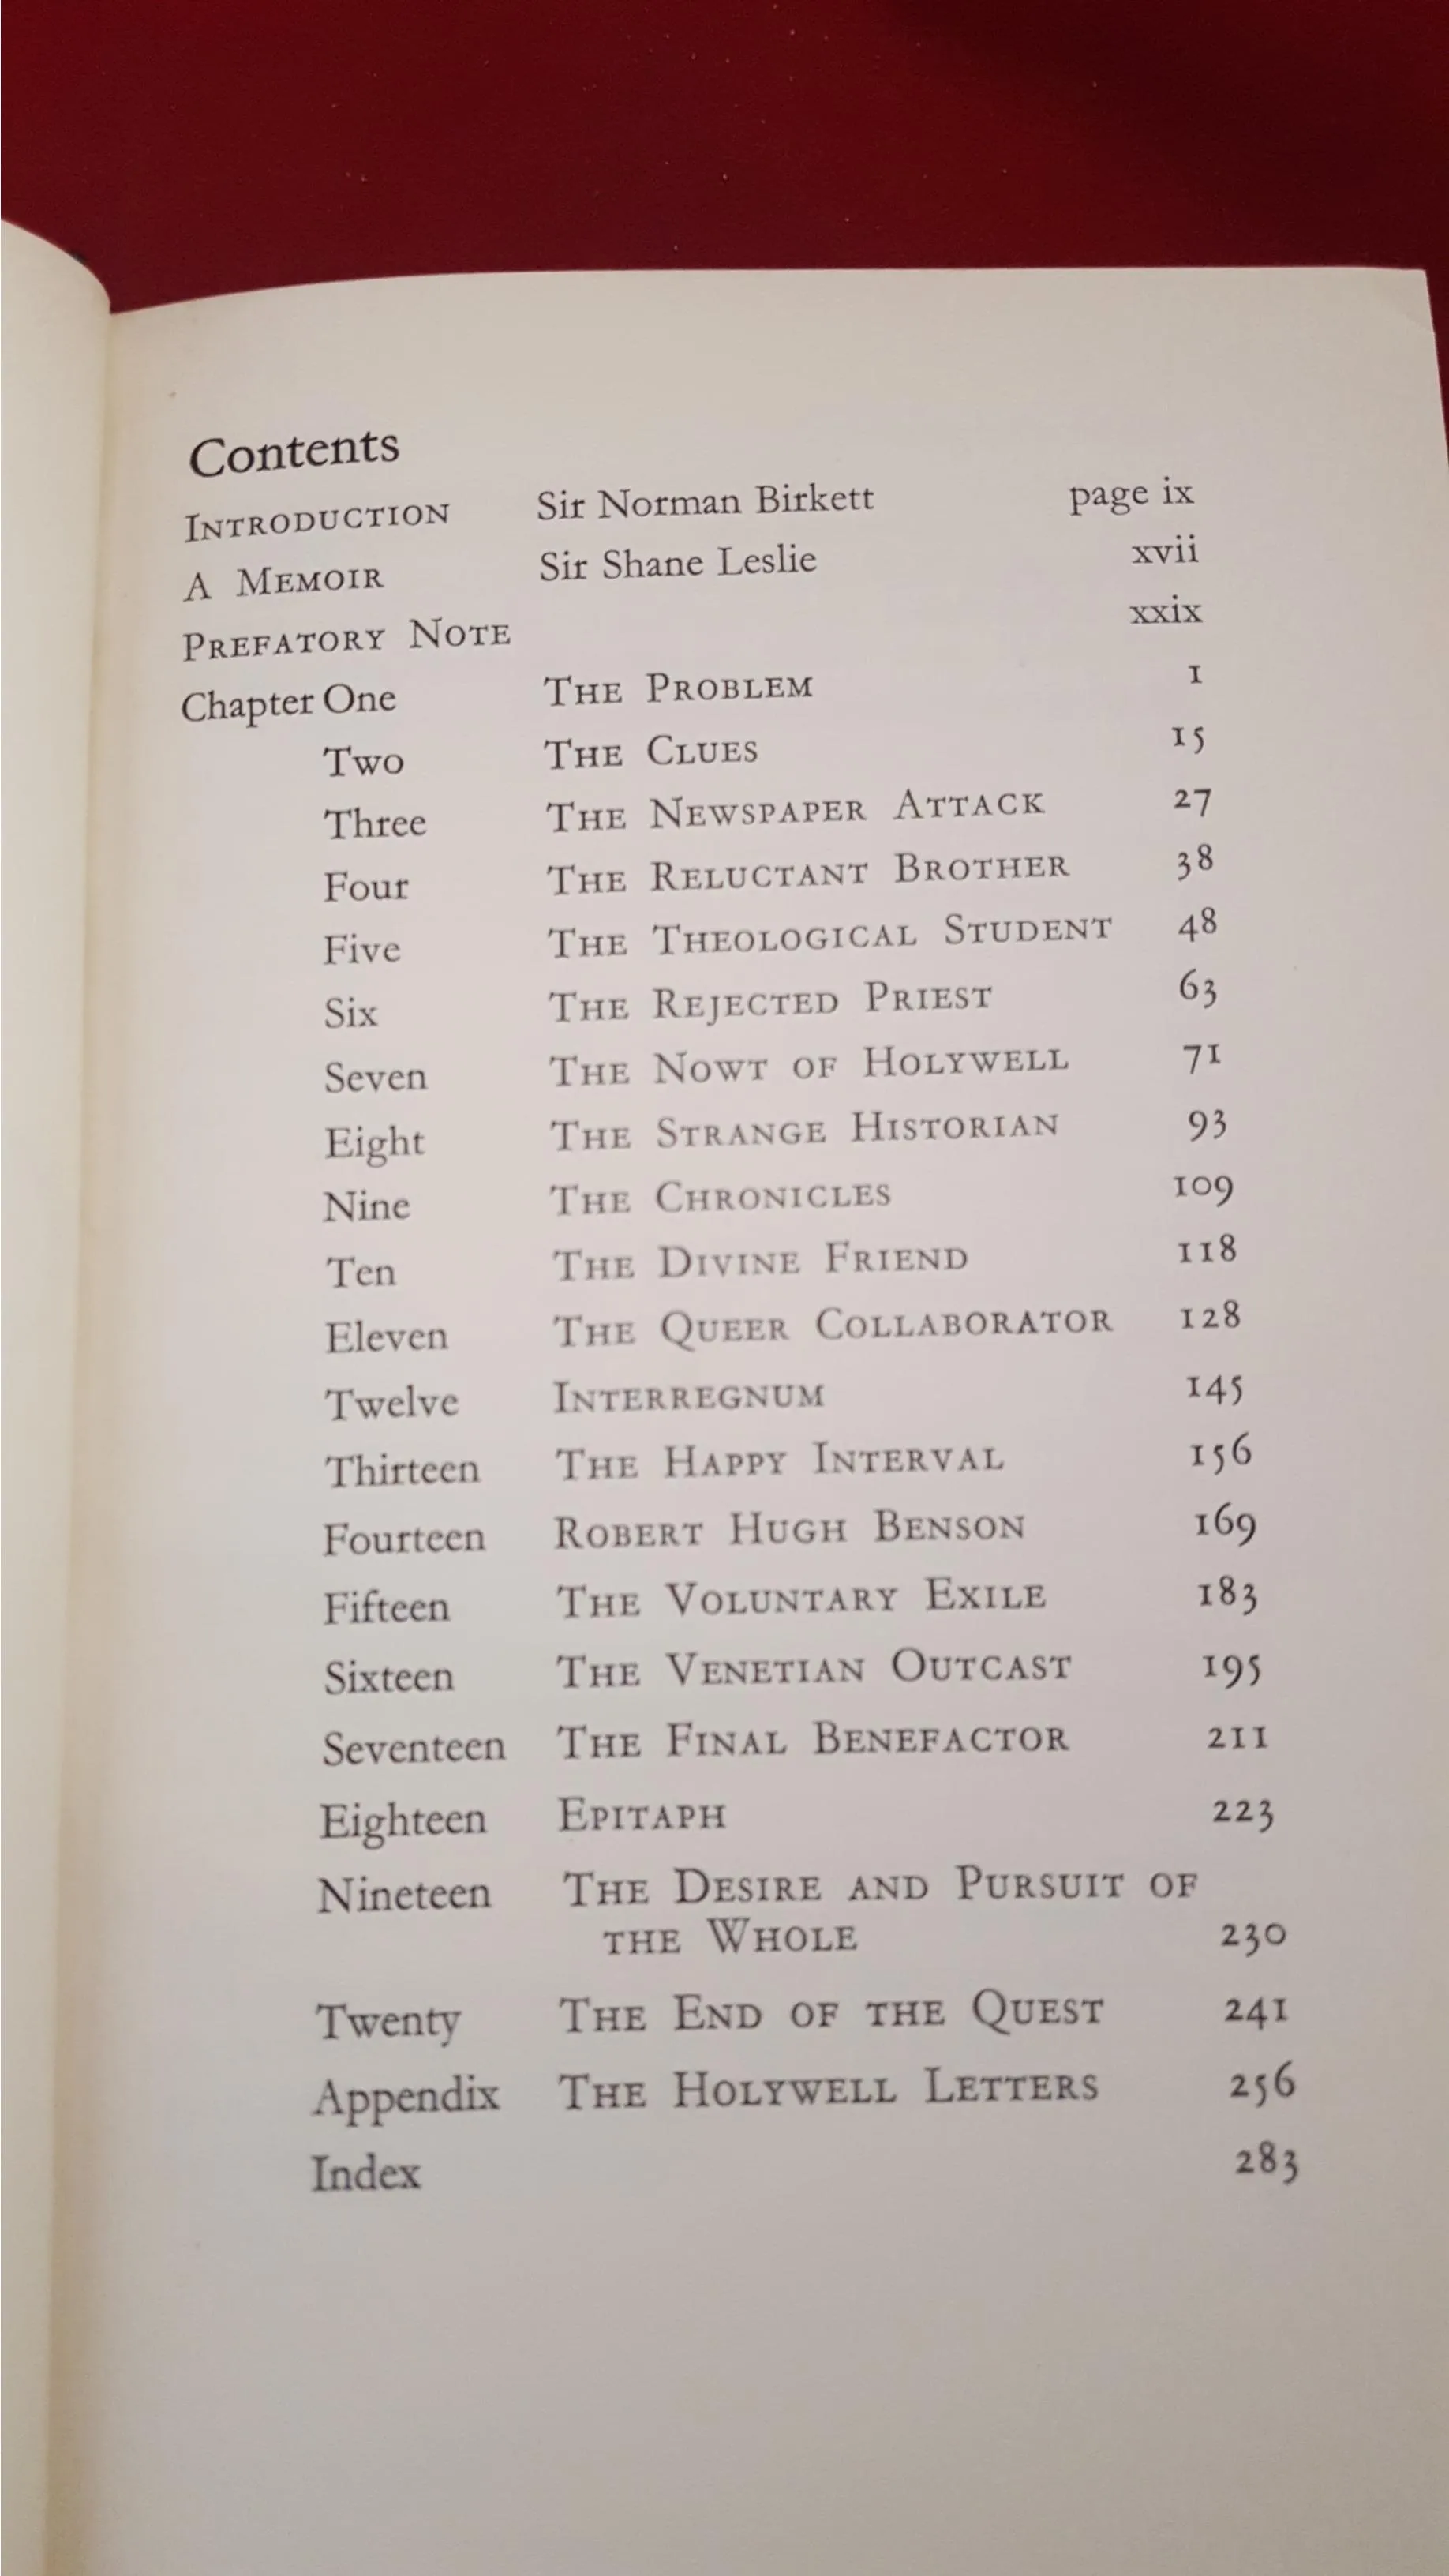 Contents
INTRODUCTION Sir Norman Birkett page ix
A MEMOIR Sir Shane Leslie xvii
PREFATORY NOTE xxix
Chapter One THE PROBLEM 1
Two THE CLUES 15
Three THE NEWSPAPER ATTACK 27
Four THE RELUCTANT BROTHER 38
Five THE THEOLOGICAL STUDENT 48
Six THE REJECTED PRIEST 63
Seven THE NOWT OF HOLYWELL 71
Eight THE STRANGE HISTORIAN 93
Nine THE CHRONICLES 109
Ten THE DIVINE FRIEND 118
Eleven THE QUEER COLLABORATOR 128
Twelve INTERREGNUM 145
Thirteen THE HAPPY INTERVAL 156
Fourteen ROBERT HUGH BENSON 169
Fifteen THE VOLUNTARY EXILE 183
Sixteen THE VENETIAN OUTCAST 195
Seventeen THE FINAL BENEFACTOR 211
Eighteen EPITAPH 223
Nineteen THE DESIRE AND PURSUIT OF
THE WHOLE 230
Twenty THE END OF THE QUEST 241
Appendix THE HOLYWELL LETTERS 256
Index 283